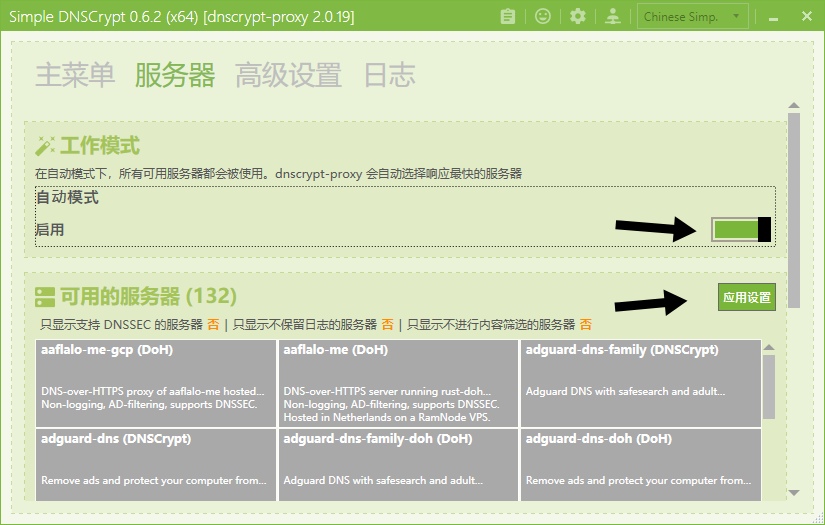 Simple DNSCrypt 0.6.2 (x64) [dnscrypt-proxy 2.0.19]
Chinese Simp.
主菜单 服务器 高级设置 日志
工作模式
在自动模式下，所有可用服务器都会被使用。dnscrypt-proxy 会自动选择响应最快的服务器
自动模式
启用
可用的服务器 (132)
应用设置
只显示支持 DNSSEC 的服务器 否 | 只显示不保留日志的服务器 否 | 只显示不进行内容筛选的服务器 否
aaflalo-me-gcp (DoH)
DNS-over-HTTPS proxy of aaflalo-me hosted...
Non-logging, AD-filtering, supports DNSSEC.
aaflalo-me (DoH)
DNS-over-HTTPS server running rust-doh...
Non-logging, AD-filtering, supports DNSSEC.
Hosted in Netherlands on a RamNode VPS.
adguard-dns-family (DNSCrypt)
Adguard DNS with safesearch and adult...
adguard-dns (DNSCrypt)
Remove ads and protect your computer from...
adguard-dns-family-doh (DoH)
Adguard DNS with safesearch and adult...
adguard-dns-doh (DoH)
Remove ads and protect your computer from...